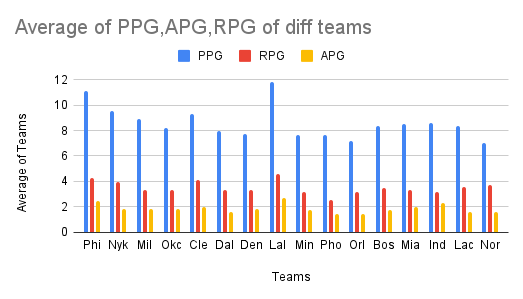 Average of PPG,APG,RPG of diff teams
PPG RPG APG
Average of Teams
12
10
8
6
4
2
0
Phi Nyk Mil Okc Cle Dal Den Lal Min Pho Orl Bos Mia Ind Lac Nor
Teams